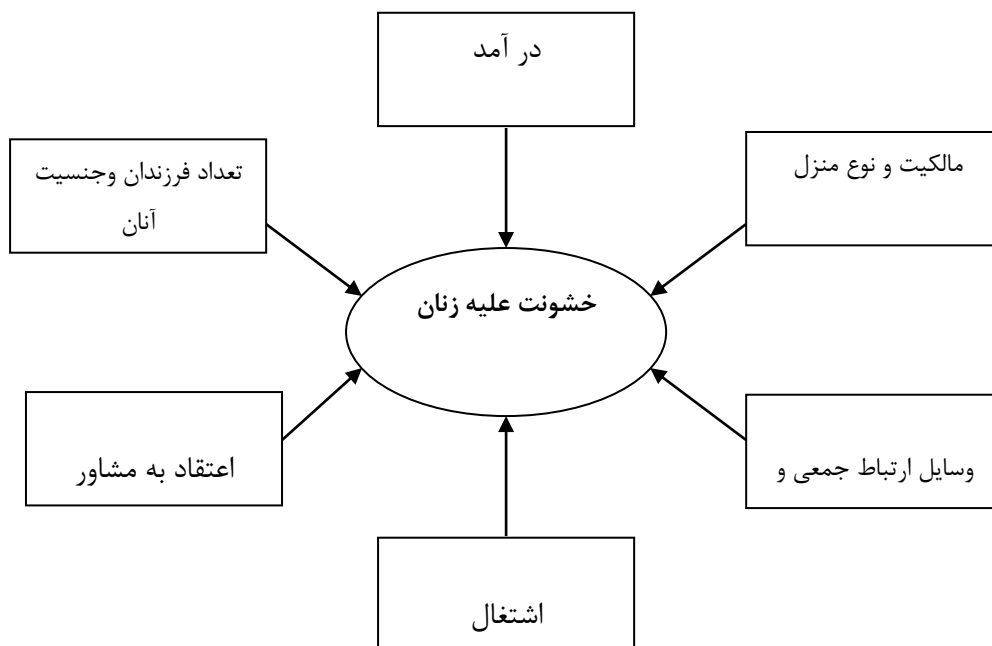 در آمد
مالکیت و نوع منزل
تعداد فرزندان وجنسیت
آنان
خشونت علیه زنان
وسایل ارتباط جمعی و
اعتقاد به مشاور
اشتغال